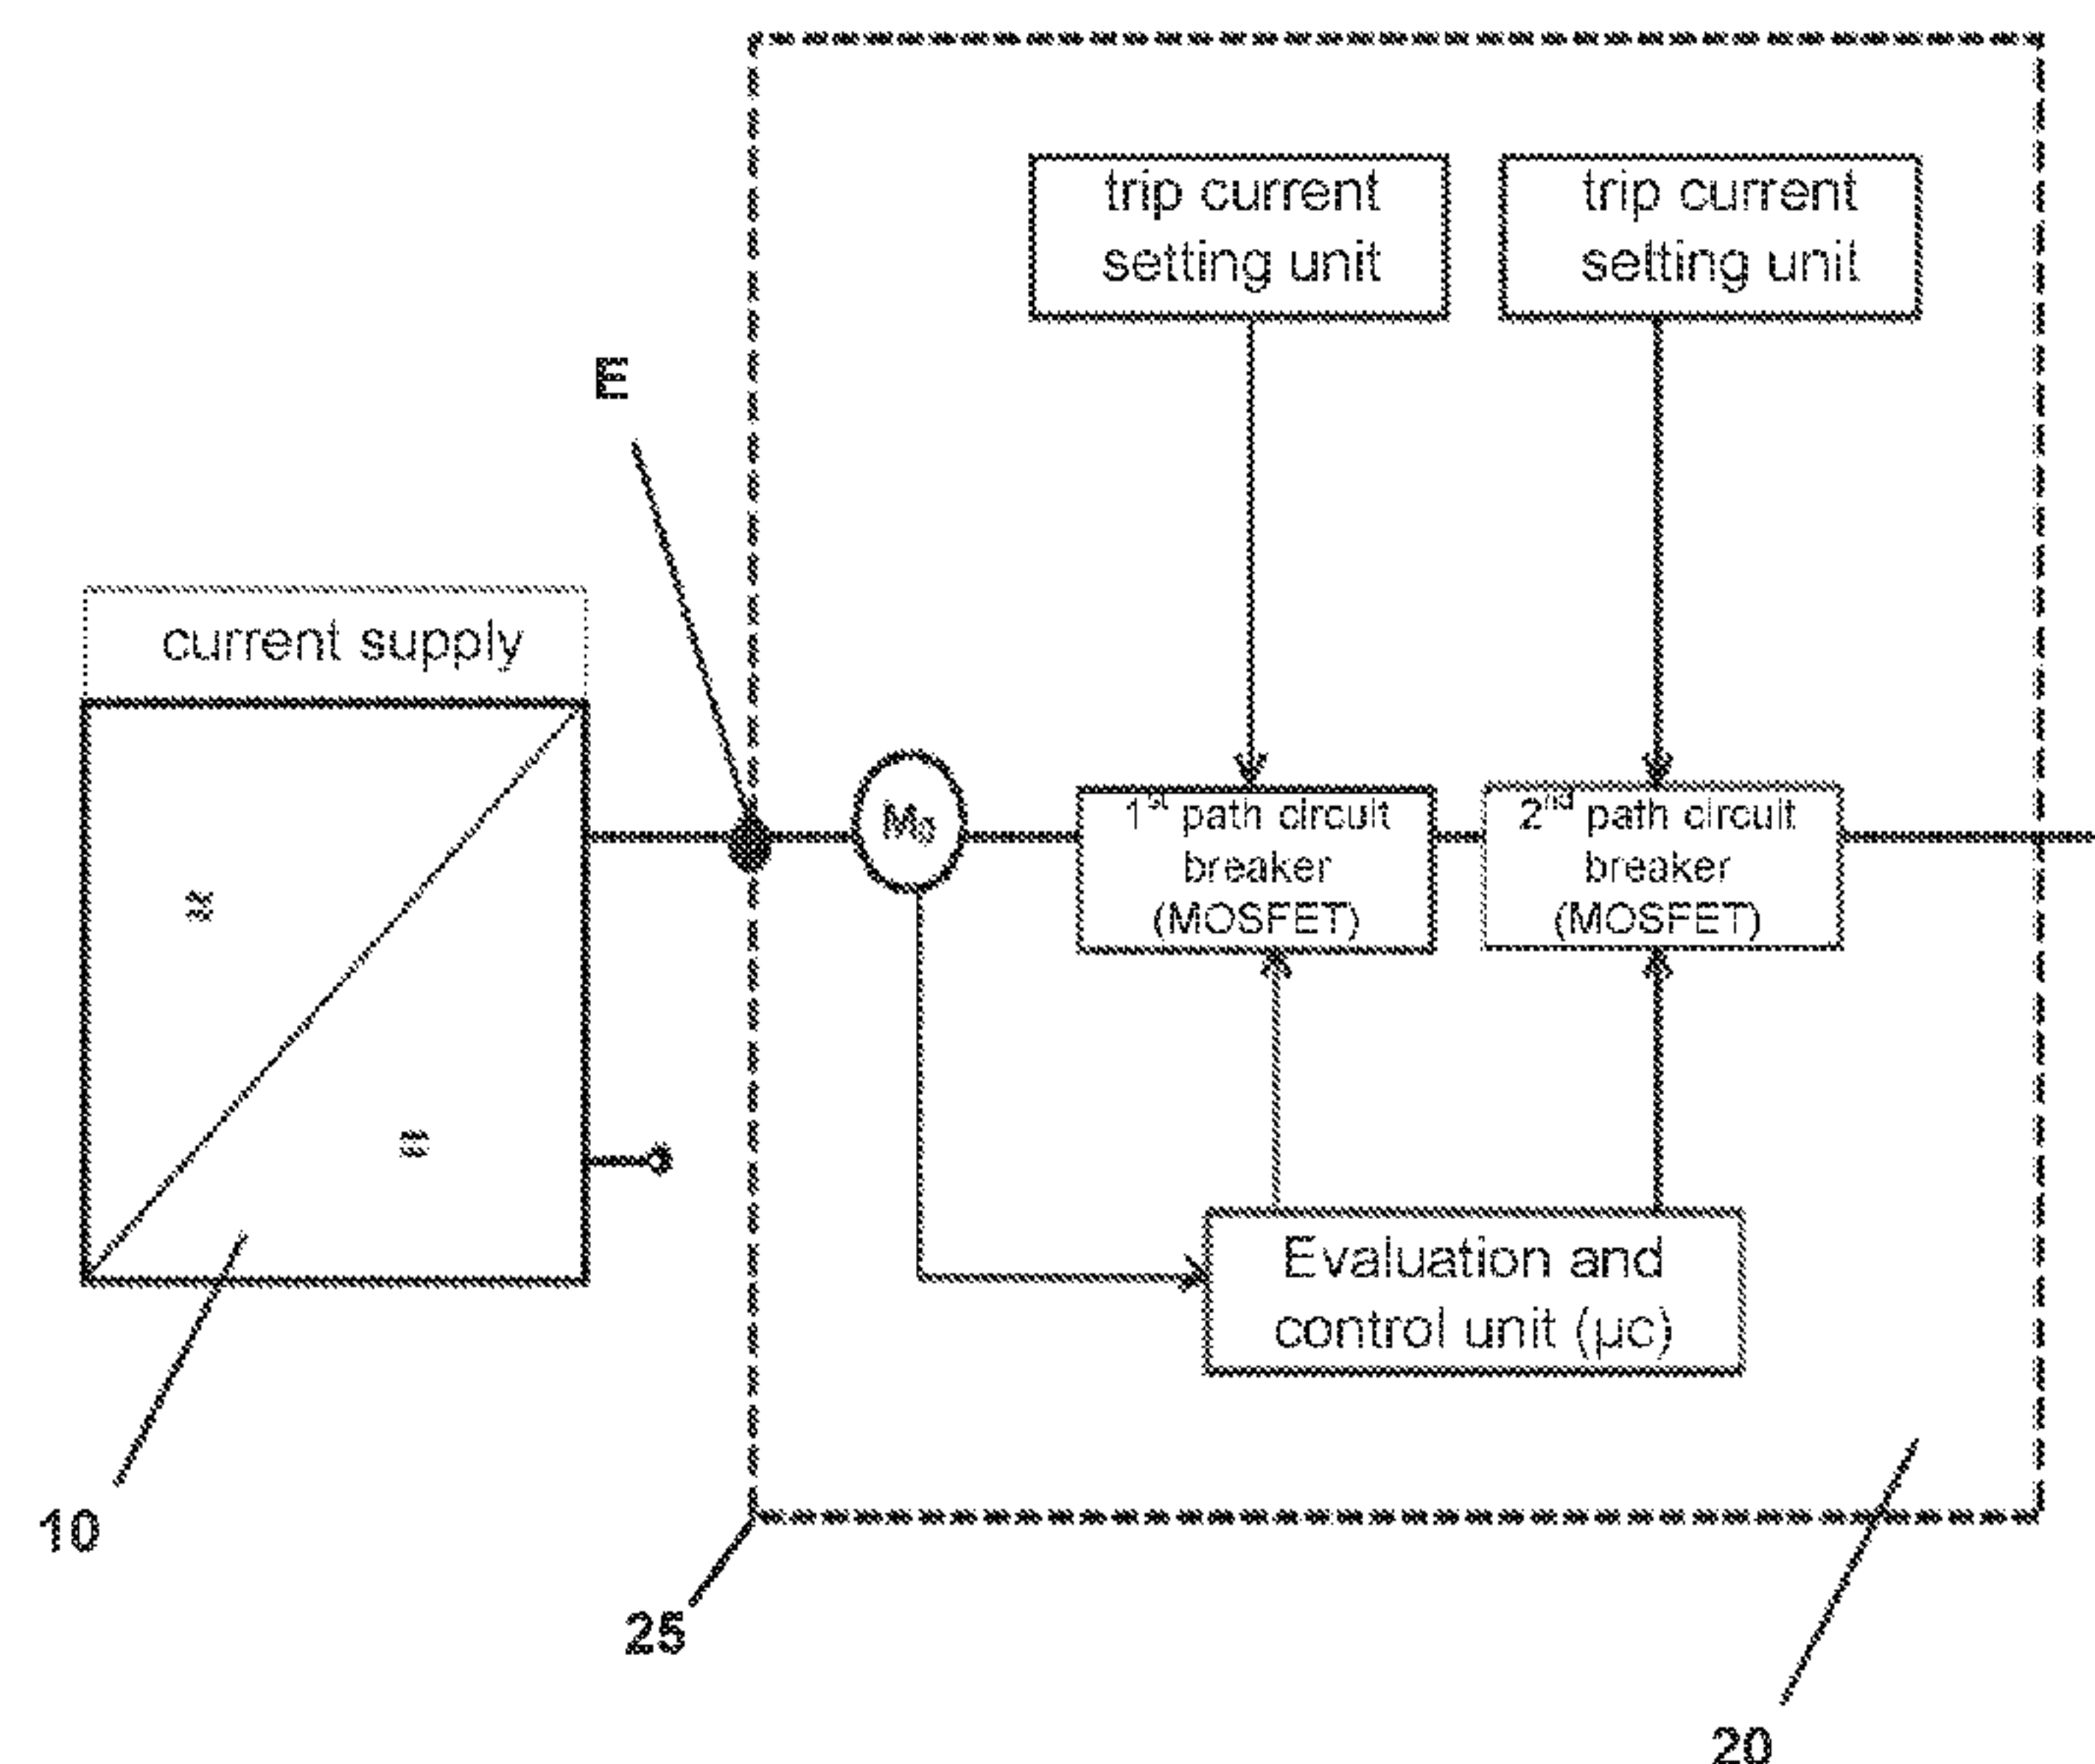 trip current
setting unit
trip current
setting unit
E
current supply
1st path circuit
breaker
(MOSFET)
2nd path circuit
breaker
(MOSFET)
Evaluation and
control unit (µc)
10
25
20